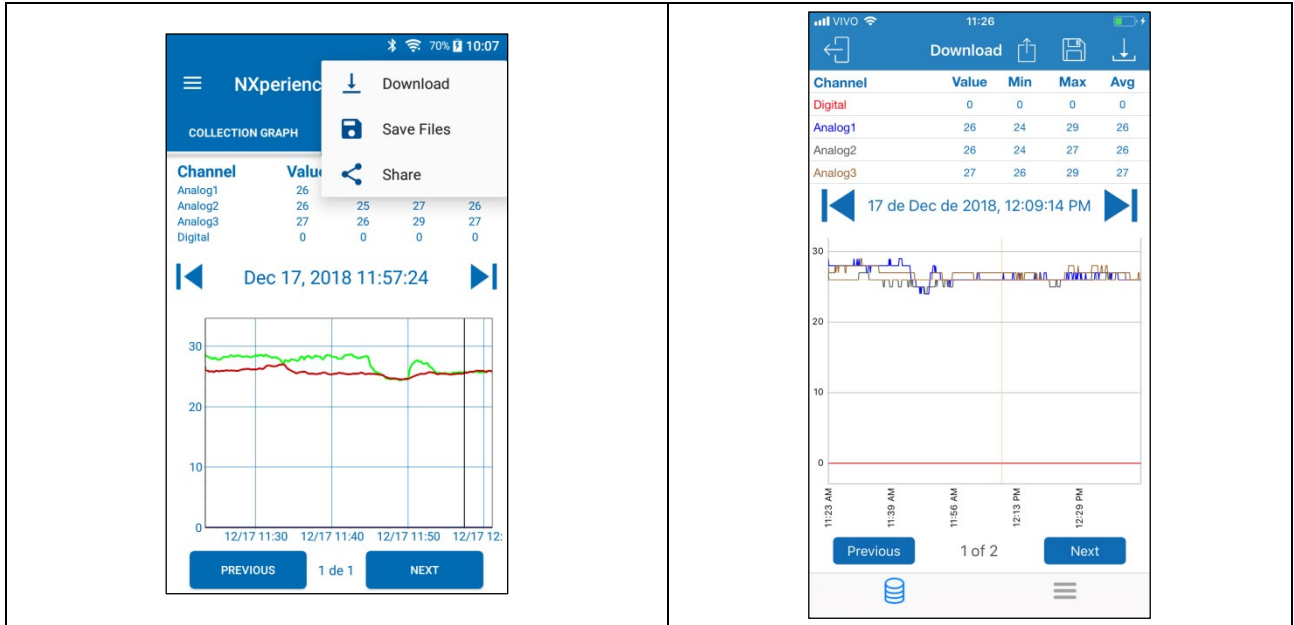 70% 10:07
NXperienc
Download
COLLECTION GRAPH
Save Files
Share
Channel Valu
Analog1 26
Analog2 26 25 27 26
Analog3 27 26 29 27
Digital 0 0 0 0
Dec 17, 2018 11:57:24
30
20
10
0
12/17 11:30 12/17 11:40 12/17 11:50 12/17 12:
PREVIOUS 1 de 1 NEXT
VIVO 11:26
Download
Channel Value Min Max Avg
Digital 0 0 0 0
Analog1 26 24 29 26
Analog2 26 24 27 26
Analog3 27 26 29 27
17 de Dec de 2018, 12:09:14 PM
30
20
10
0
11:23 AM 11:39 AM 11:56 AM 12:13 PM 12:29 PM
Previous 1 of 2 Next